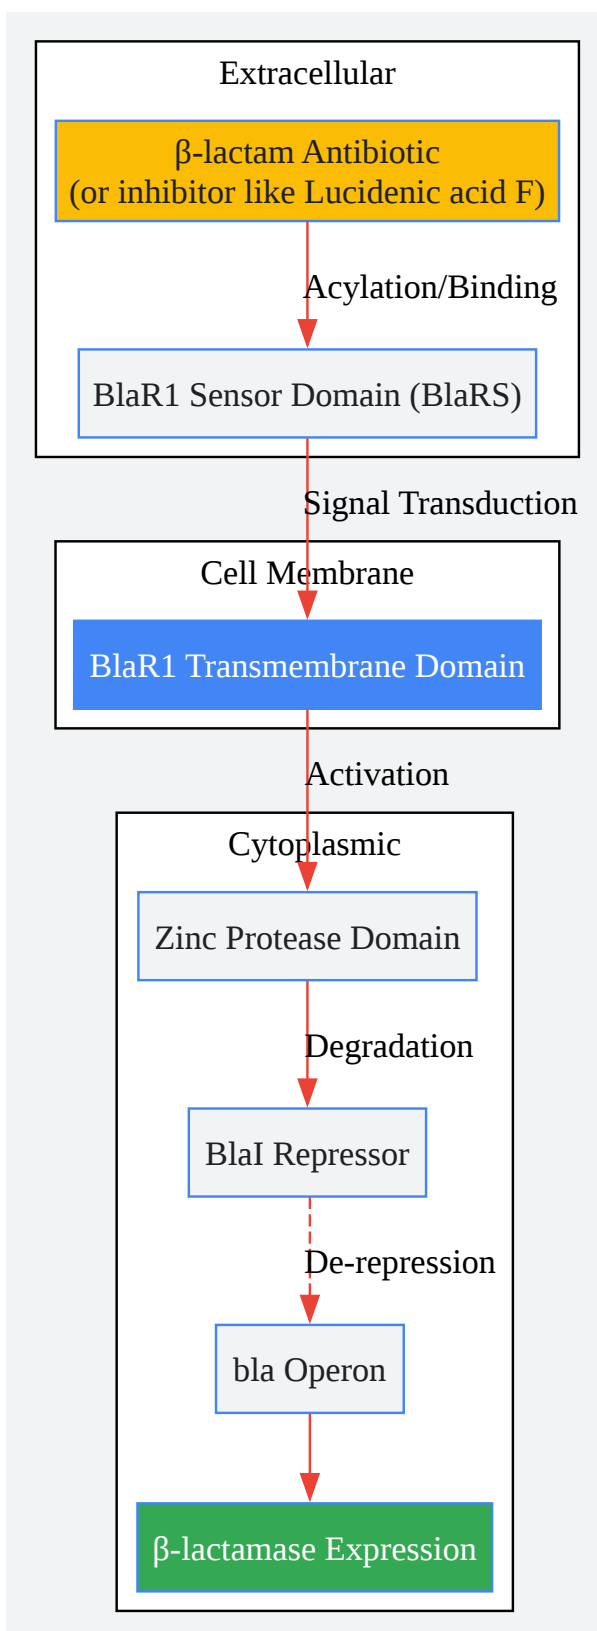 Extracellular
β-lactam Antibiotic
(or inhibitor like Lucidenic acid F)
Acylation/Binding
BlaR1 Sensor Domain (BlaRS)
Signal Transduction
Cell Membrane
BlaR1 Transmembrane Domain
Activation
Cytoplasmic
Zinc Protease Domain
Degradation
BlaI Repressor
De-repression
bla Operon
β-lactamase Expression